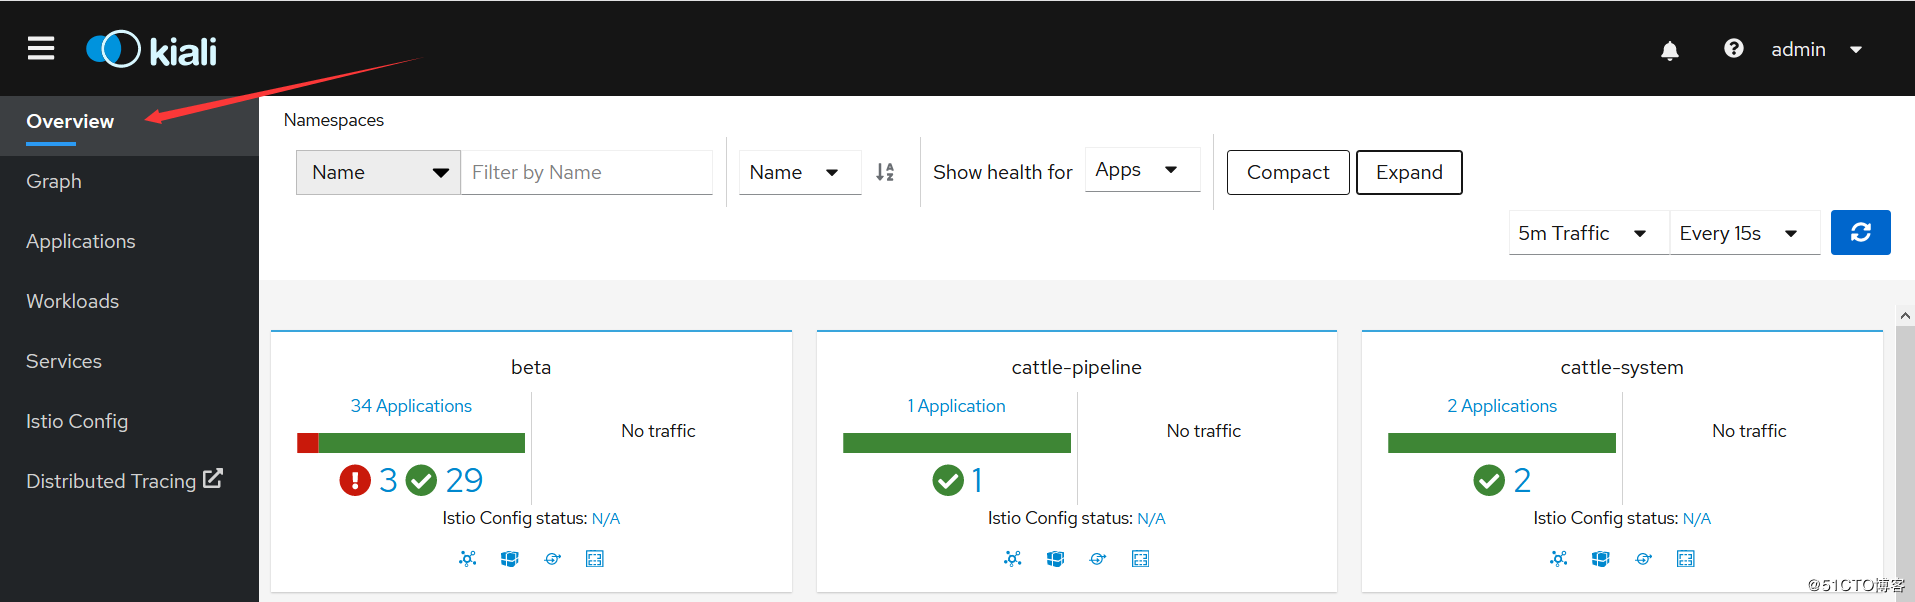 kiali
admin
Overview
Graph
Applications
Workloads
Services
Istio Config
Distributed Tracing
Namespaces
Name
Filter by Name
Name
Show health for
Apps
Compact
Expand
5m Traffic
Every 15s
beta
34 Applications
No traffic
3 29
Istio Config status: N/A
cattle-pipeline
1 Application
No traffic
1
Istio Config status: N/A
cattle-system
2 Applications
No traffic
2
Istio Config status: N/A
@51CTO博客